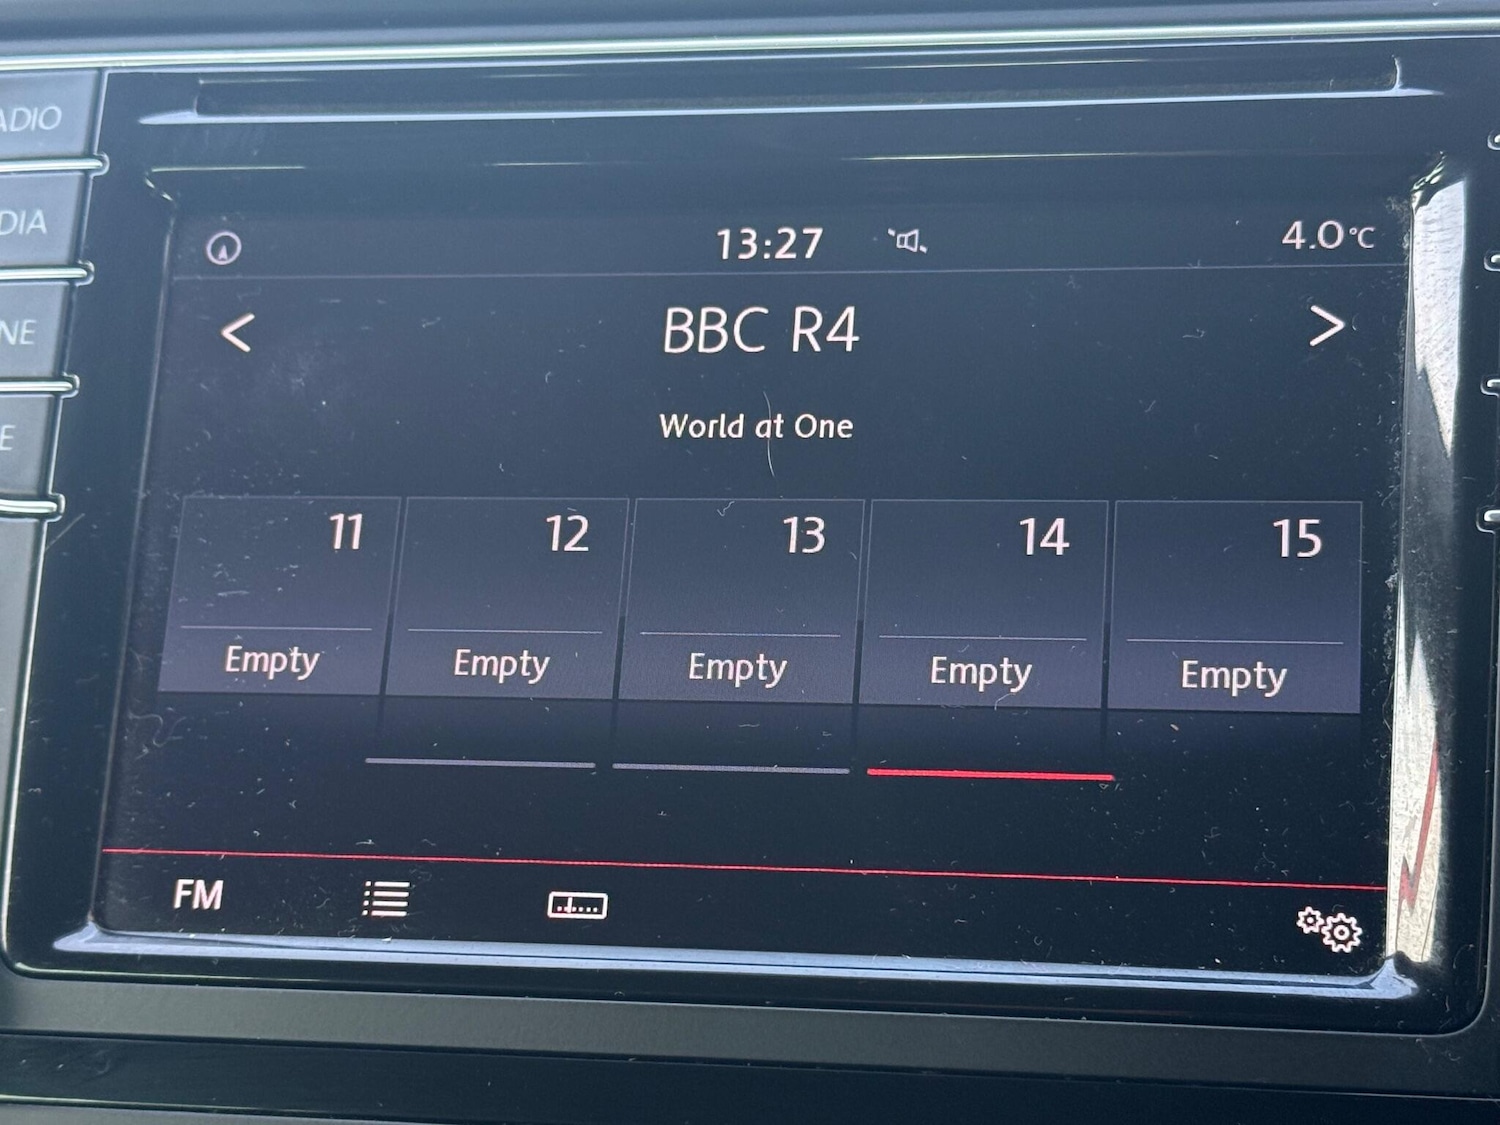 ADIO
DIA
NE
E
13:27
4.0°C
< BBC R4 >
World at One
11 12 13 14 15
Empty Empty Empty Empty Empty
FM